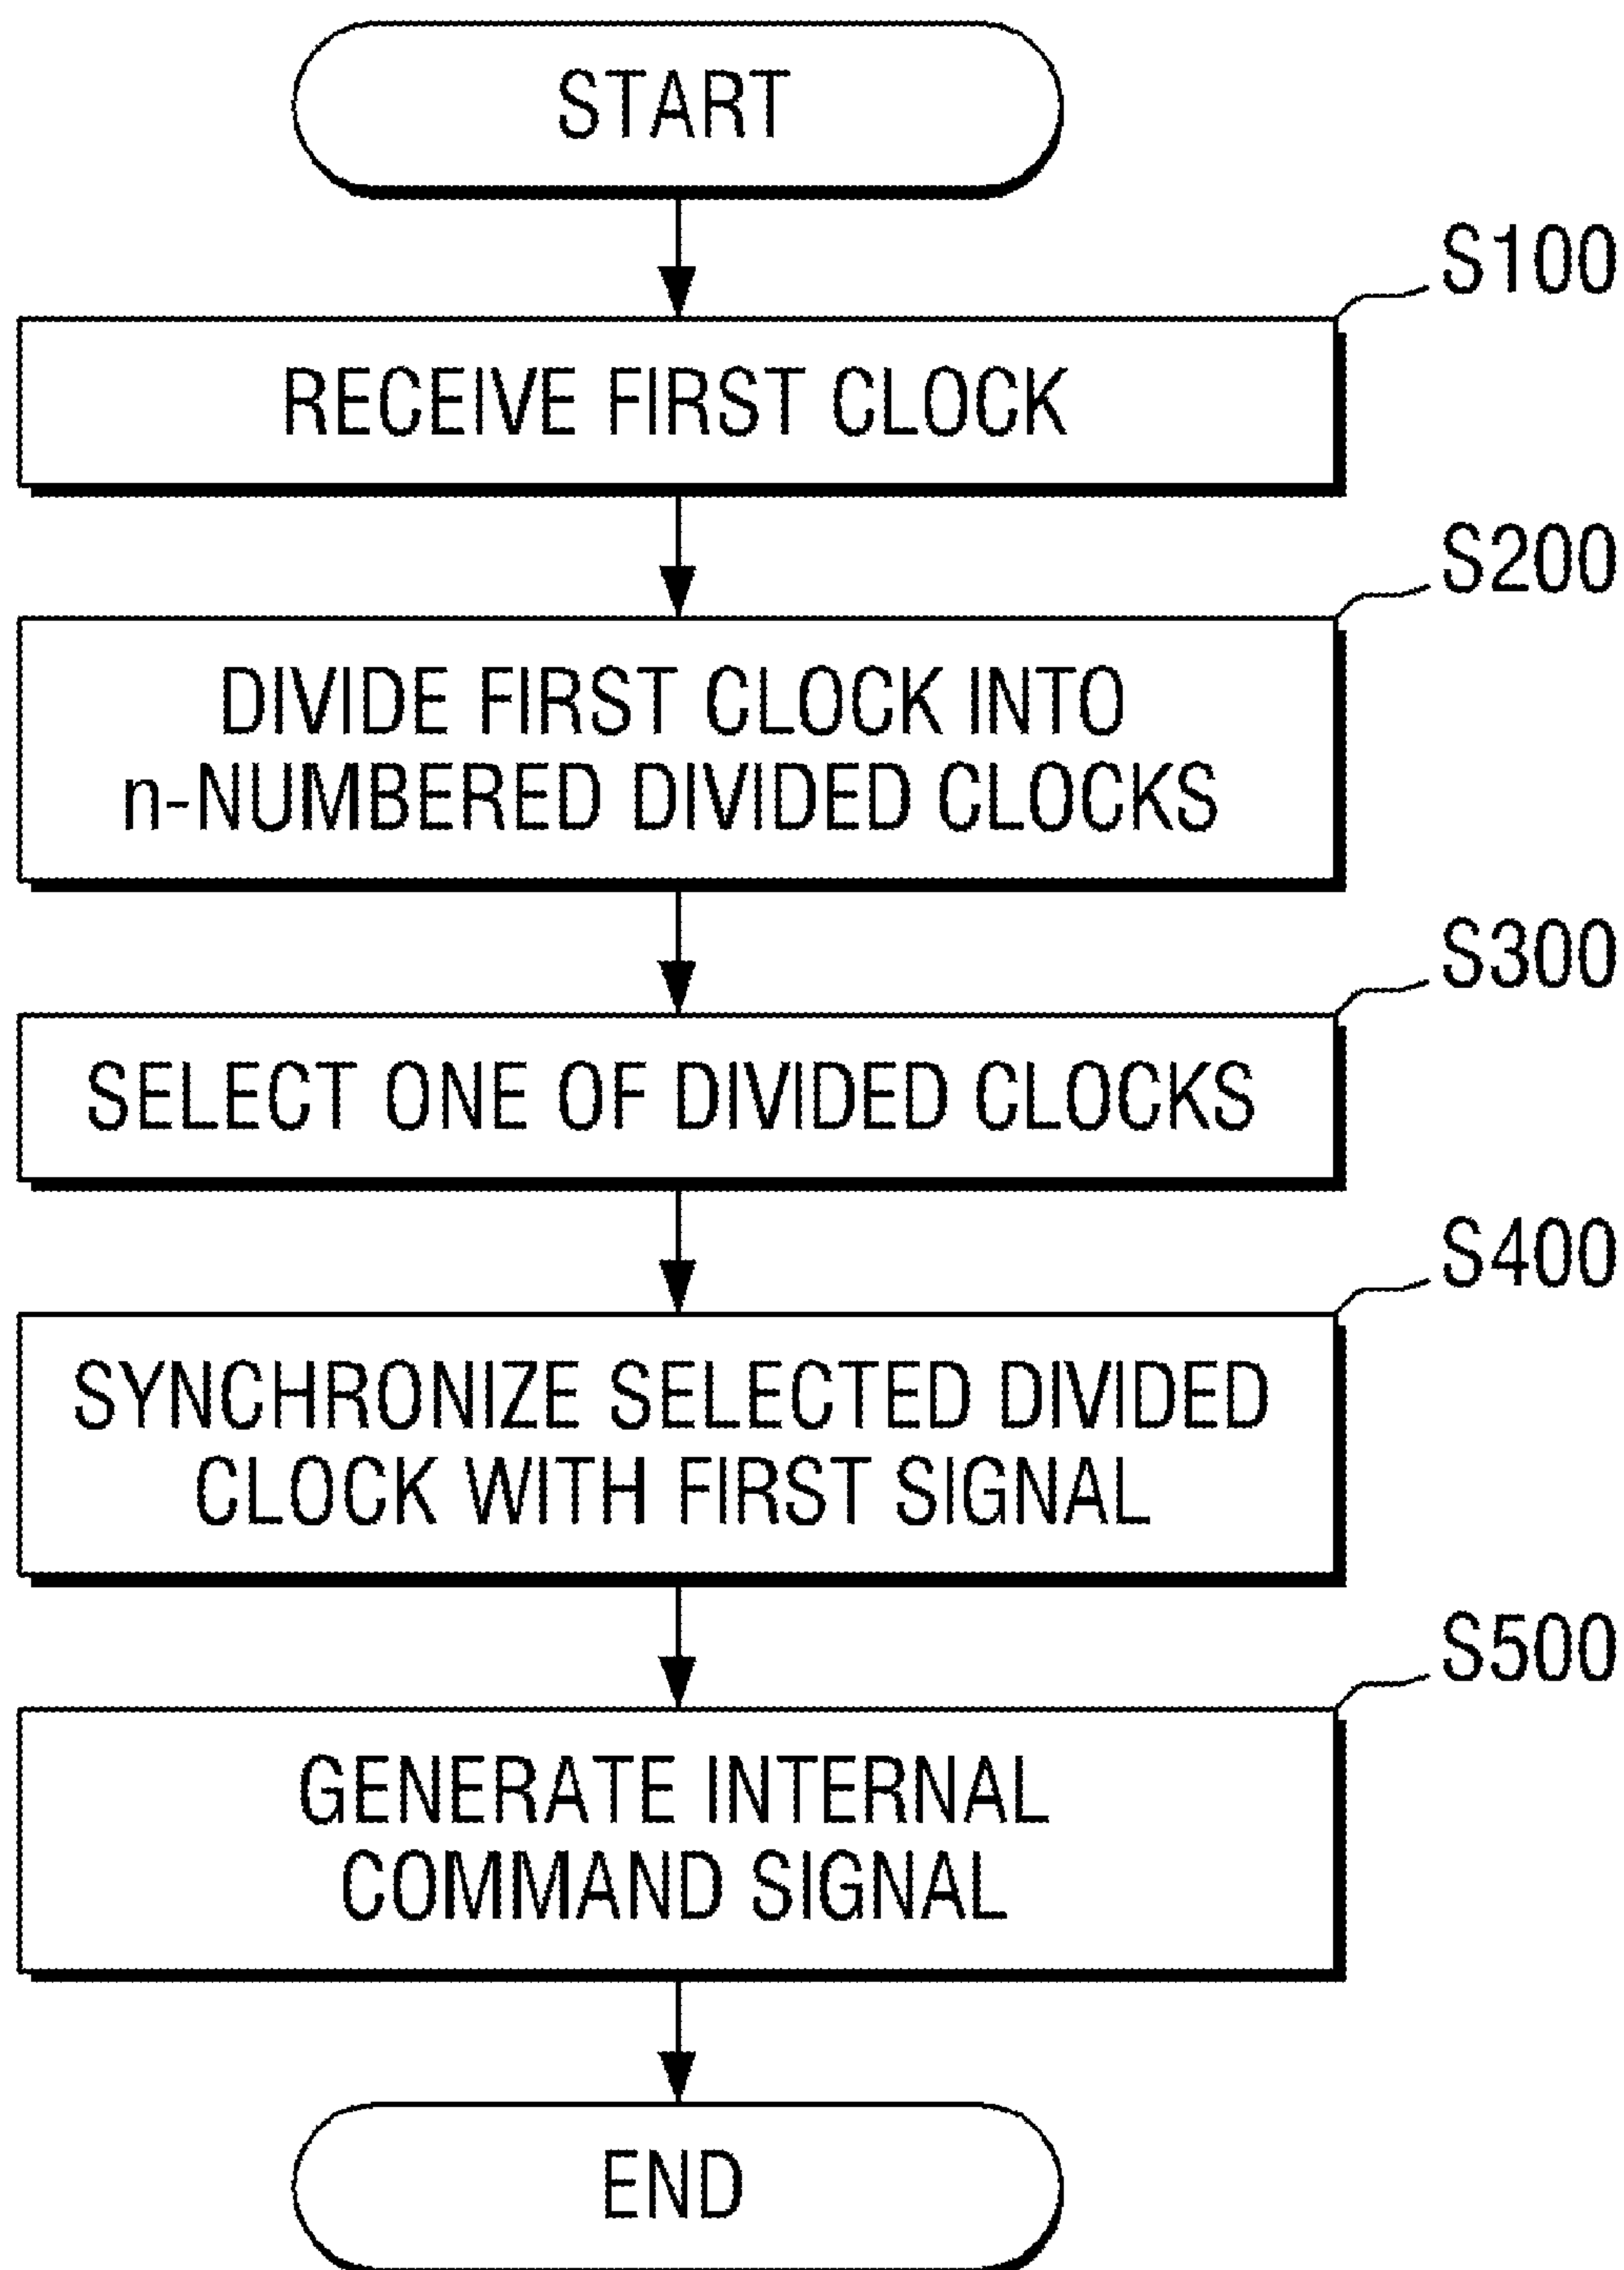 START
S100
RECEIVE FIRST CLOCK
S200
DIVIDE FIRST CLOCK INTO
n-NUMBERED DIVIDED CLOCKS
S300
SELECT ONE OF DIVIDED CLOCKS
S400
SYNCHRONIZE SELECTED DIVIDED
CLOCK WITH FIRST SIGNAL
S500
GENERATE INTERNAL
COMMAND SIGNAL
END